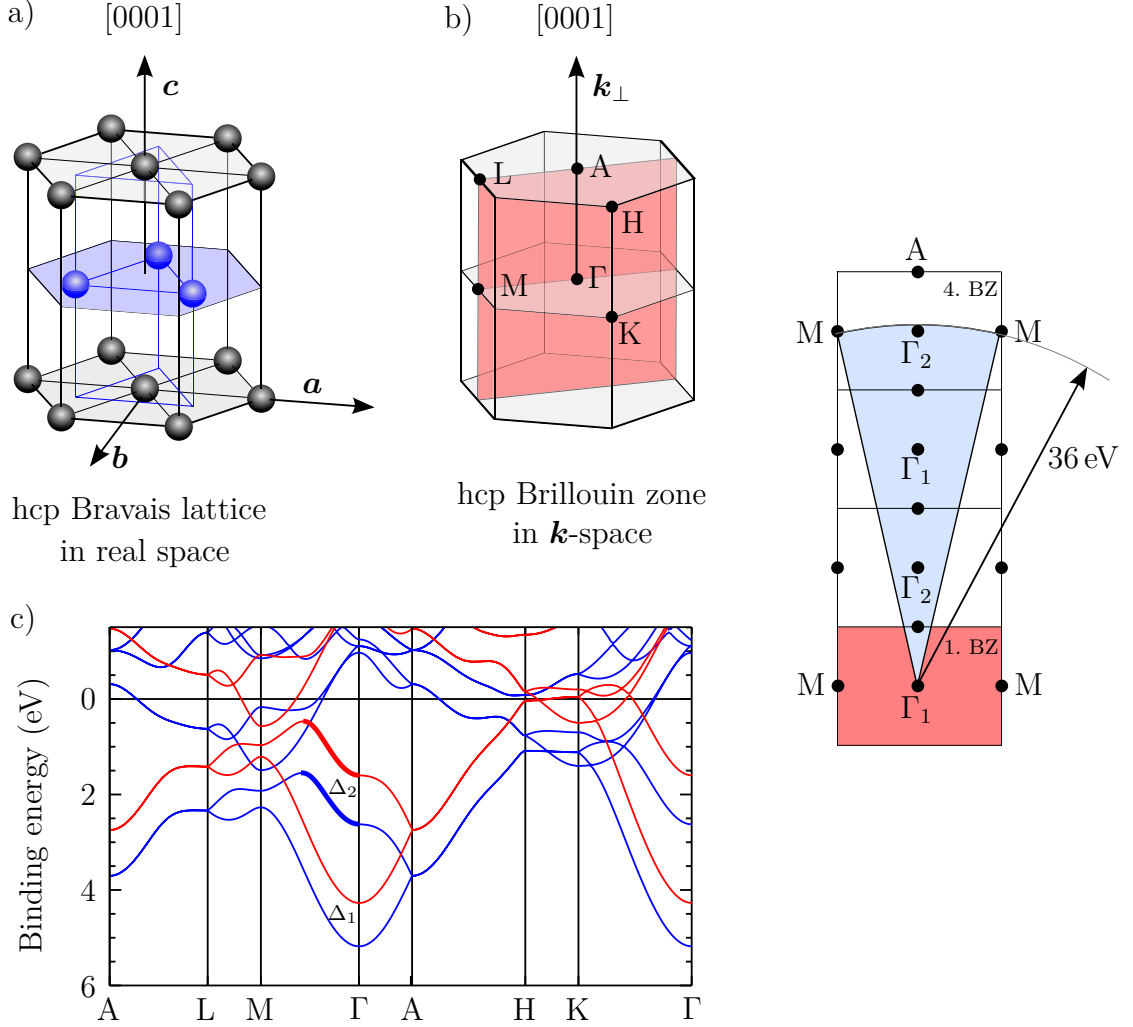 a)
[0001]
c
a
b
hcp Bravais lattice
in real space
b)
[0001]
k⊥
L
A
H
M
Γ
K
hcp Brillouin zone
in k-space
A
4. BZ
M
Γ2
M
Γ1
36 eV
Γ2
1. BZ
M
Γ1
M
c)
Binding energy (eV)
0
2
4
6
Δ2
Δ1
A L M Γ A H K Γ